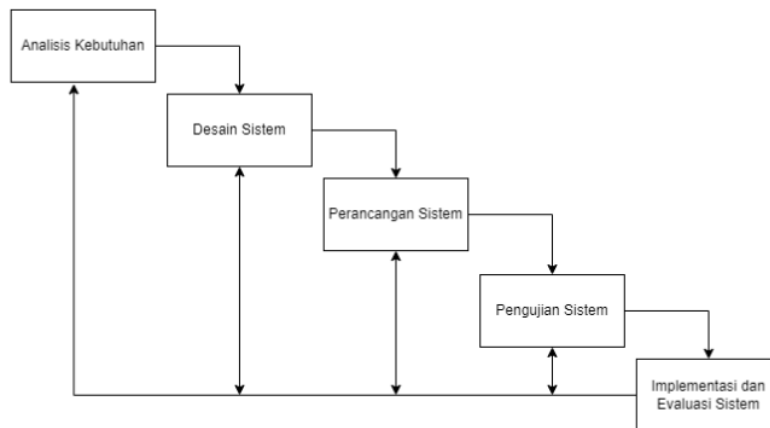 Analisis Kebutuhan
Desain Sistem
Perancangan Sistem
Pengujian Sistem
Implementasi dan
Evaluasi Sistem